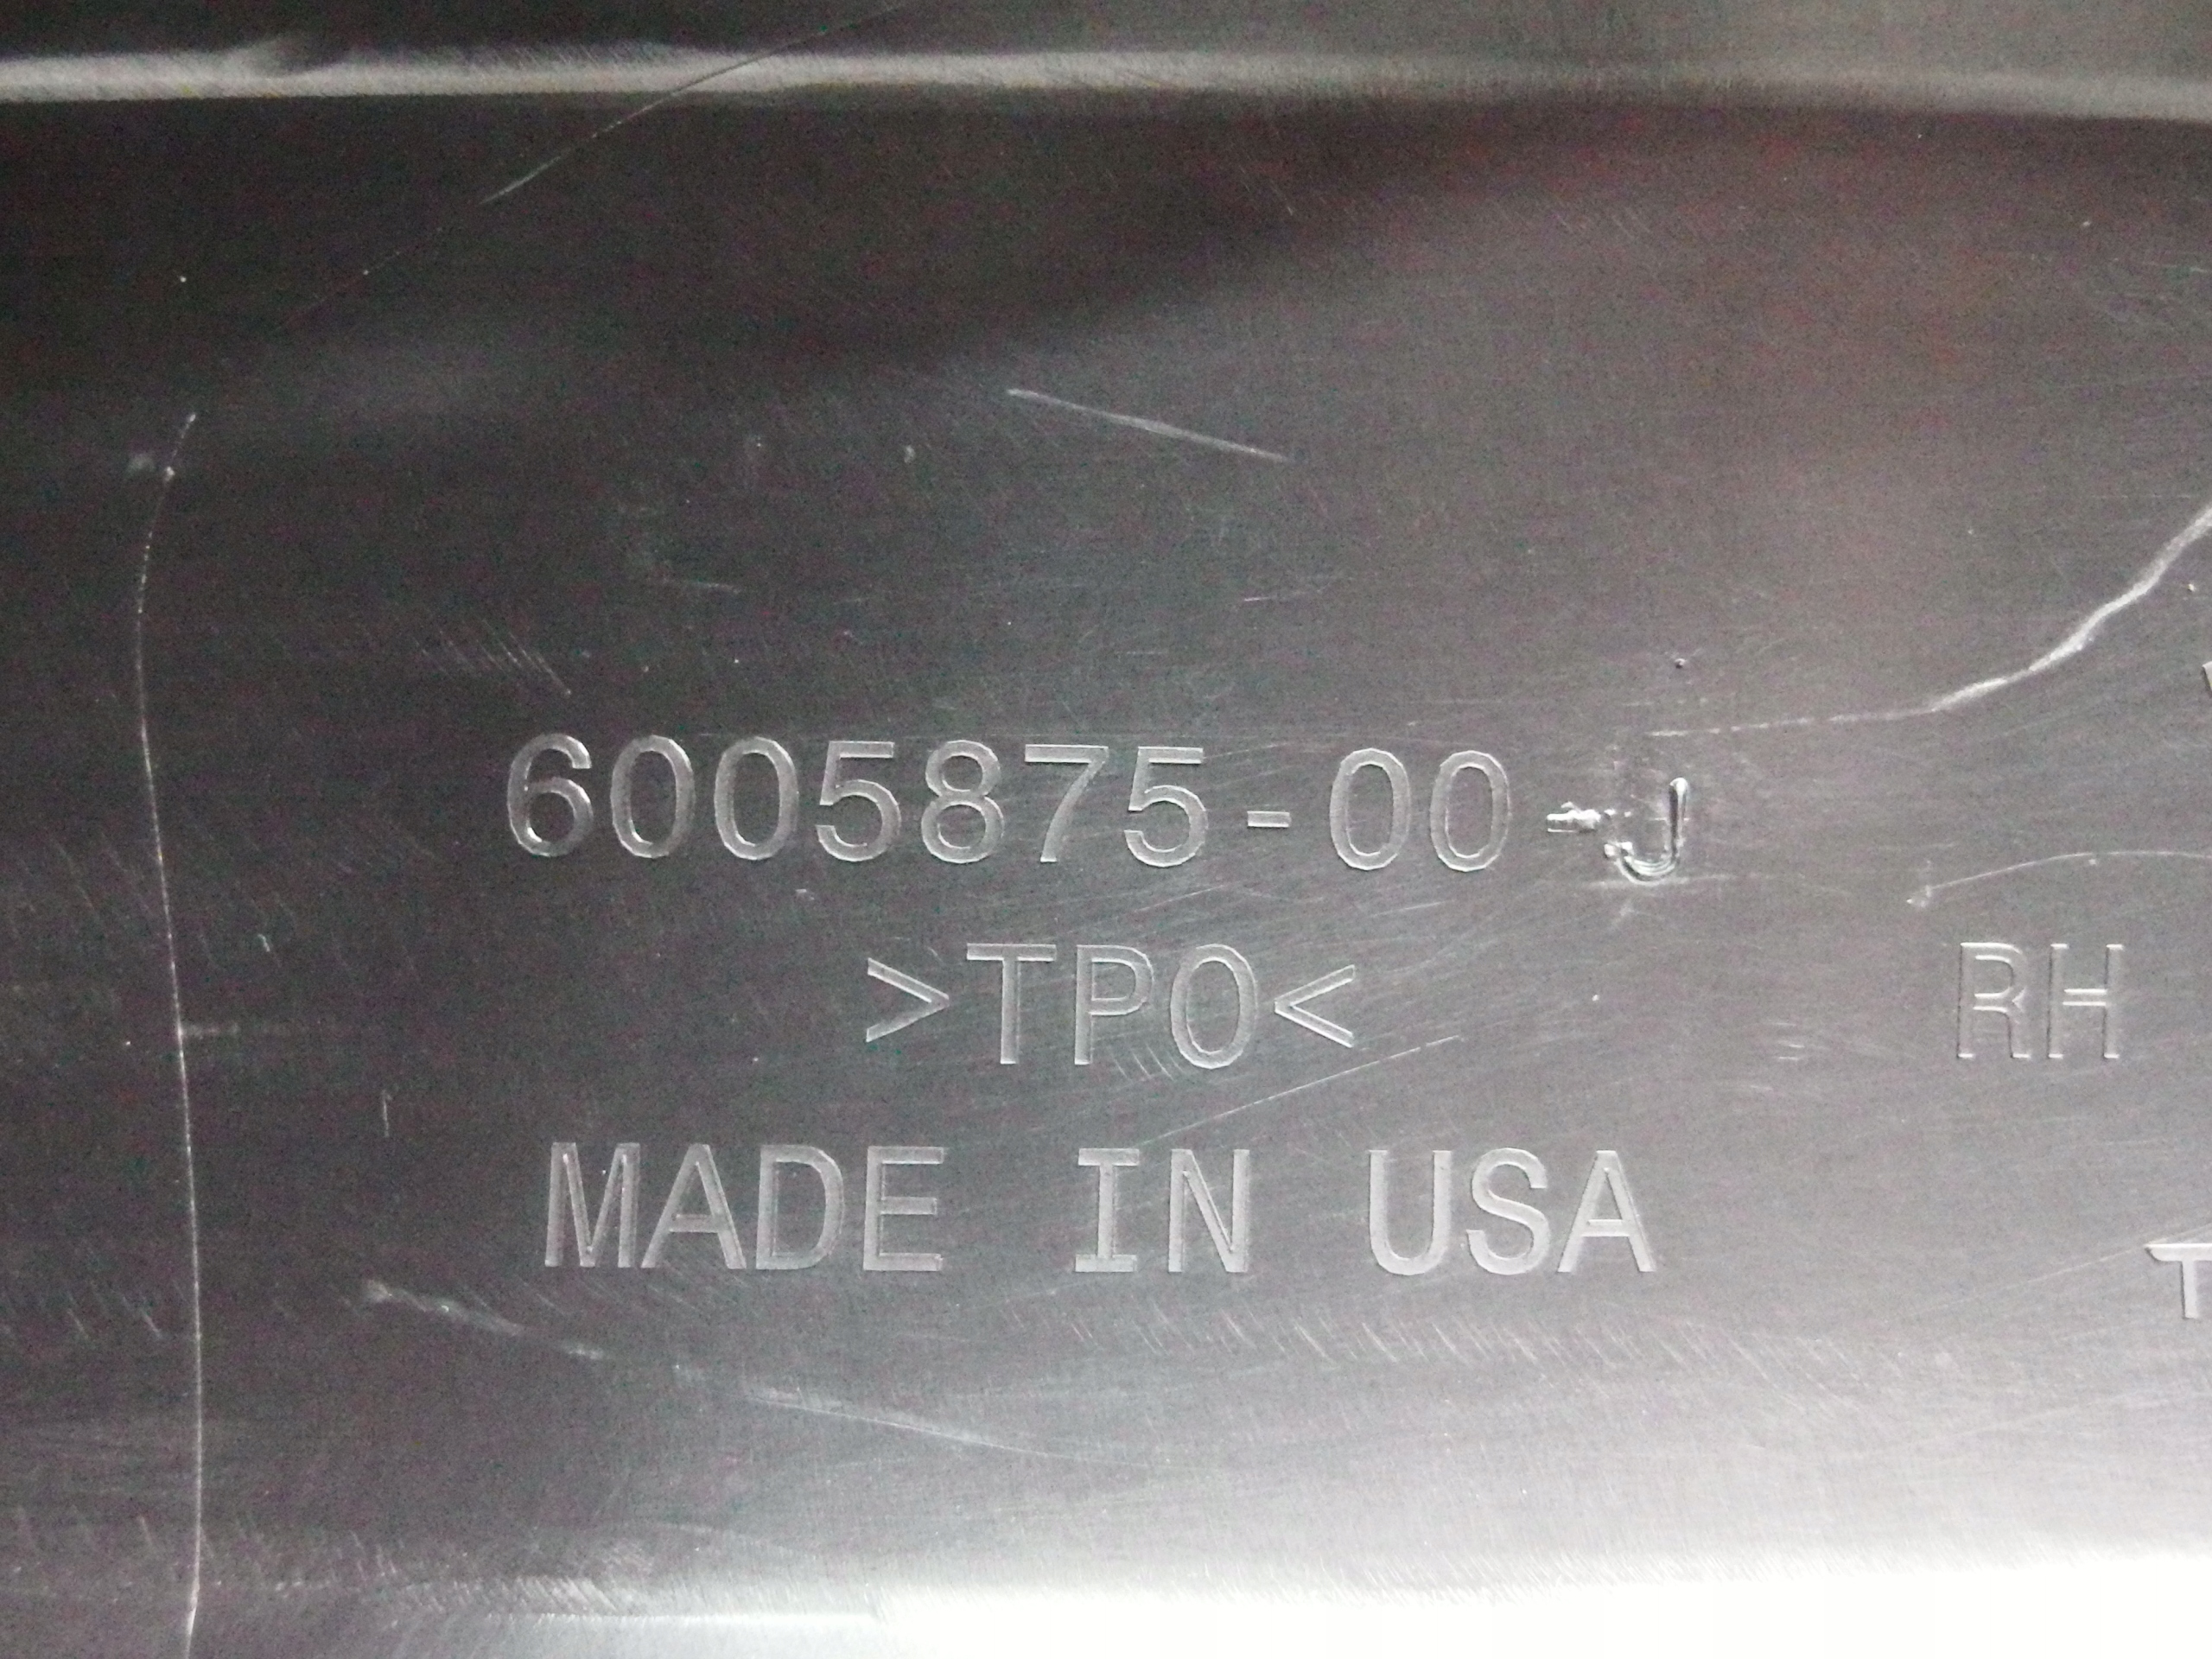 6005875-00-J
>TPO<
RH
MADE IN USA
T